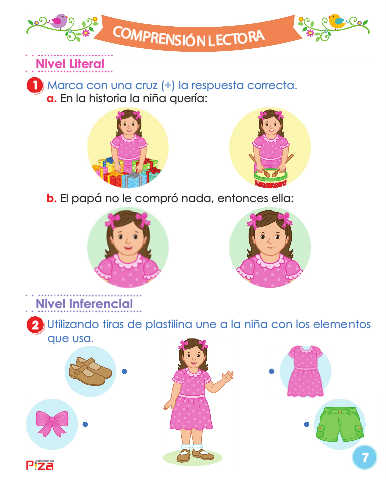 COMPRENSIÓN LECTORA
Nivel Literal
1 Marca con una cruz (+) la respuesta correcta.
a. En la historia la niña quería:
b. El papá no le compró nada, entonces ella:
Nivel Inferencial
2 Utilizando tiras de plastilina une a la niña con los elementos
que usa.
PIZA
7